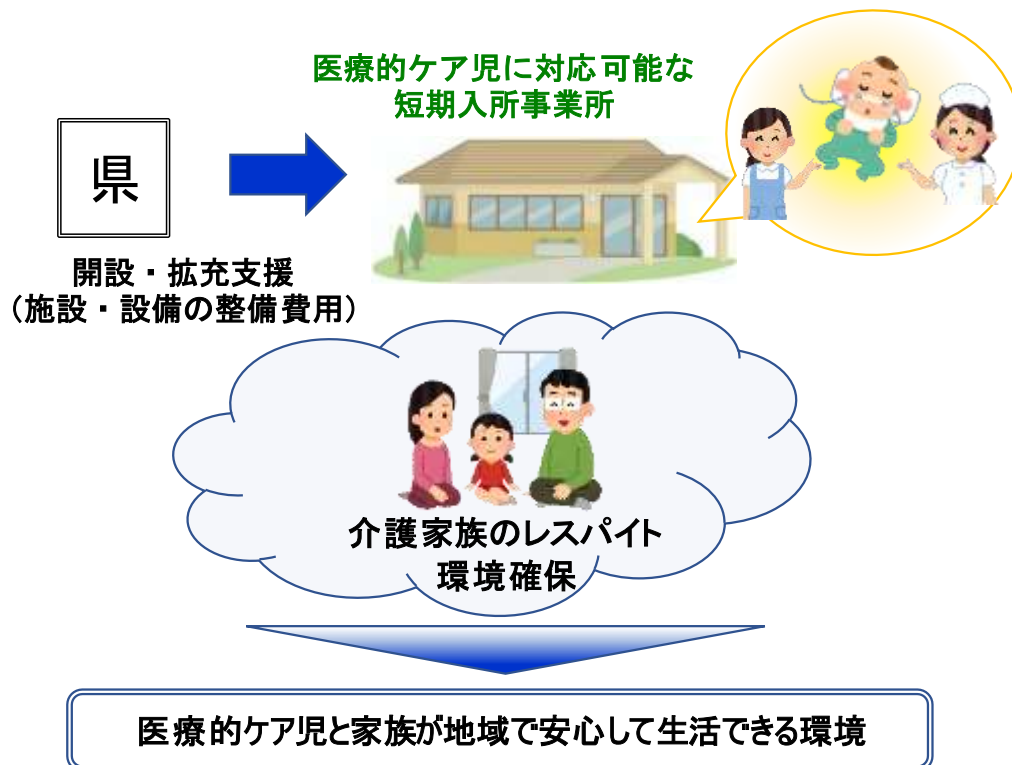 医療的ケア児に対応可能な
短期入所事業所
県
開設・拡充支援
（施設・設備の整備費用）
介護家族のレスパイト
環境確保
医療的ケア児と家族が地域で安心して生活できる環境